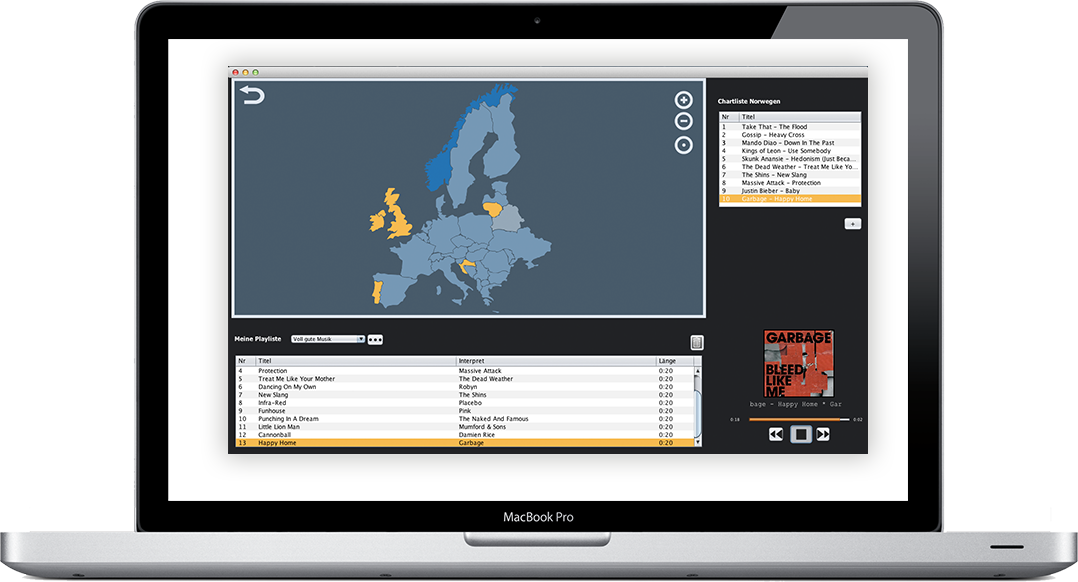 Chartliste Norwegen
Nr Titel
1 Take That - The Flood
2 Gossip - Heavy Cross
3 Mando Diao - Down In The Past
4 Kings of Leon - Use Somebody
5 Skunk Anansie - Hedonism (Just Beca...
6 The Dead Weather - Treat Me Like Yo...
7 The Shins - New Slang
8 Massive Attack - Protection
9 Justin Bieber - Baby
10 Garbage - Happy Home
+
Meine Playliste Voll gute Musik
Nr Titel Interpret Länge
4 Protection Massive Attack 0:20
5 Treat Me Like Your Mother The Dead Weather 0:20
6 Dancing On My Own Robyn 0:20
7 New Slang The Shins 0:20
8 Infra-Red Placebo 0:20
9 Funhouse Pink 0:20
10 Punching In A Dream The Naked And Famous 0:20
11 Little Lion Man Mumford & Sons 0:20
12 Cannonball Damien Rice 0:20
13 Happy Home Garbage 0:20
GARBAGE
BLEED
LIKE
ME
bage - Happy Home * Gar
0:18 0:02
MacBook Pro